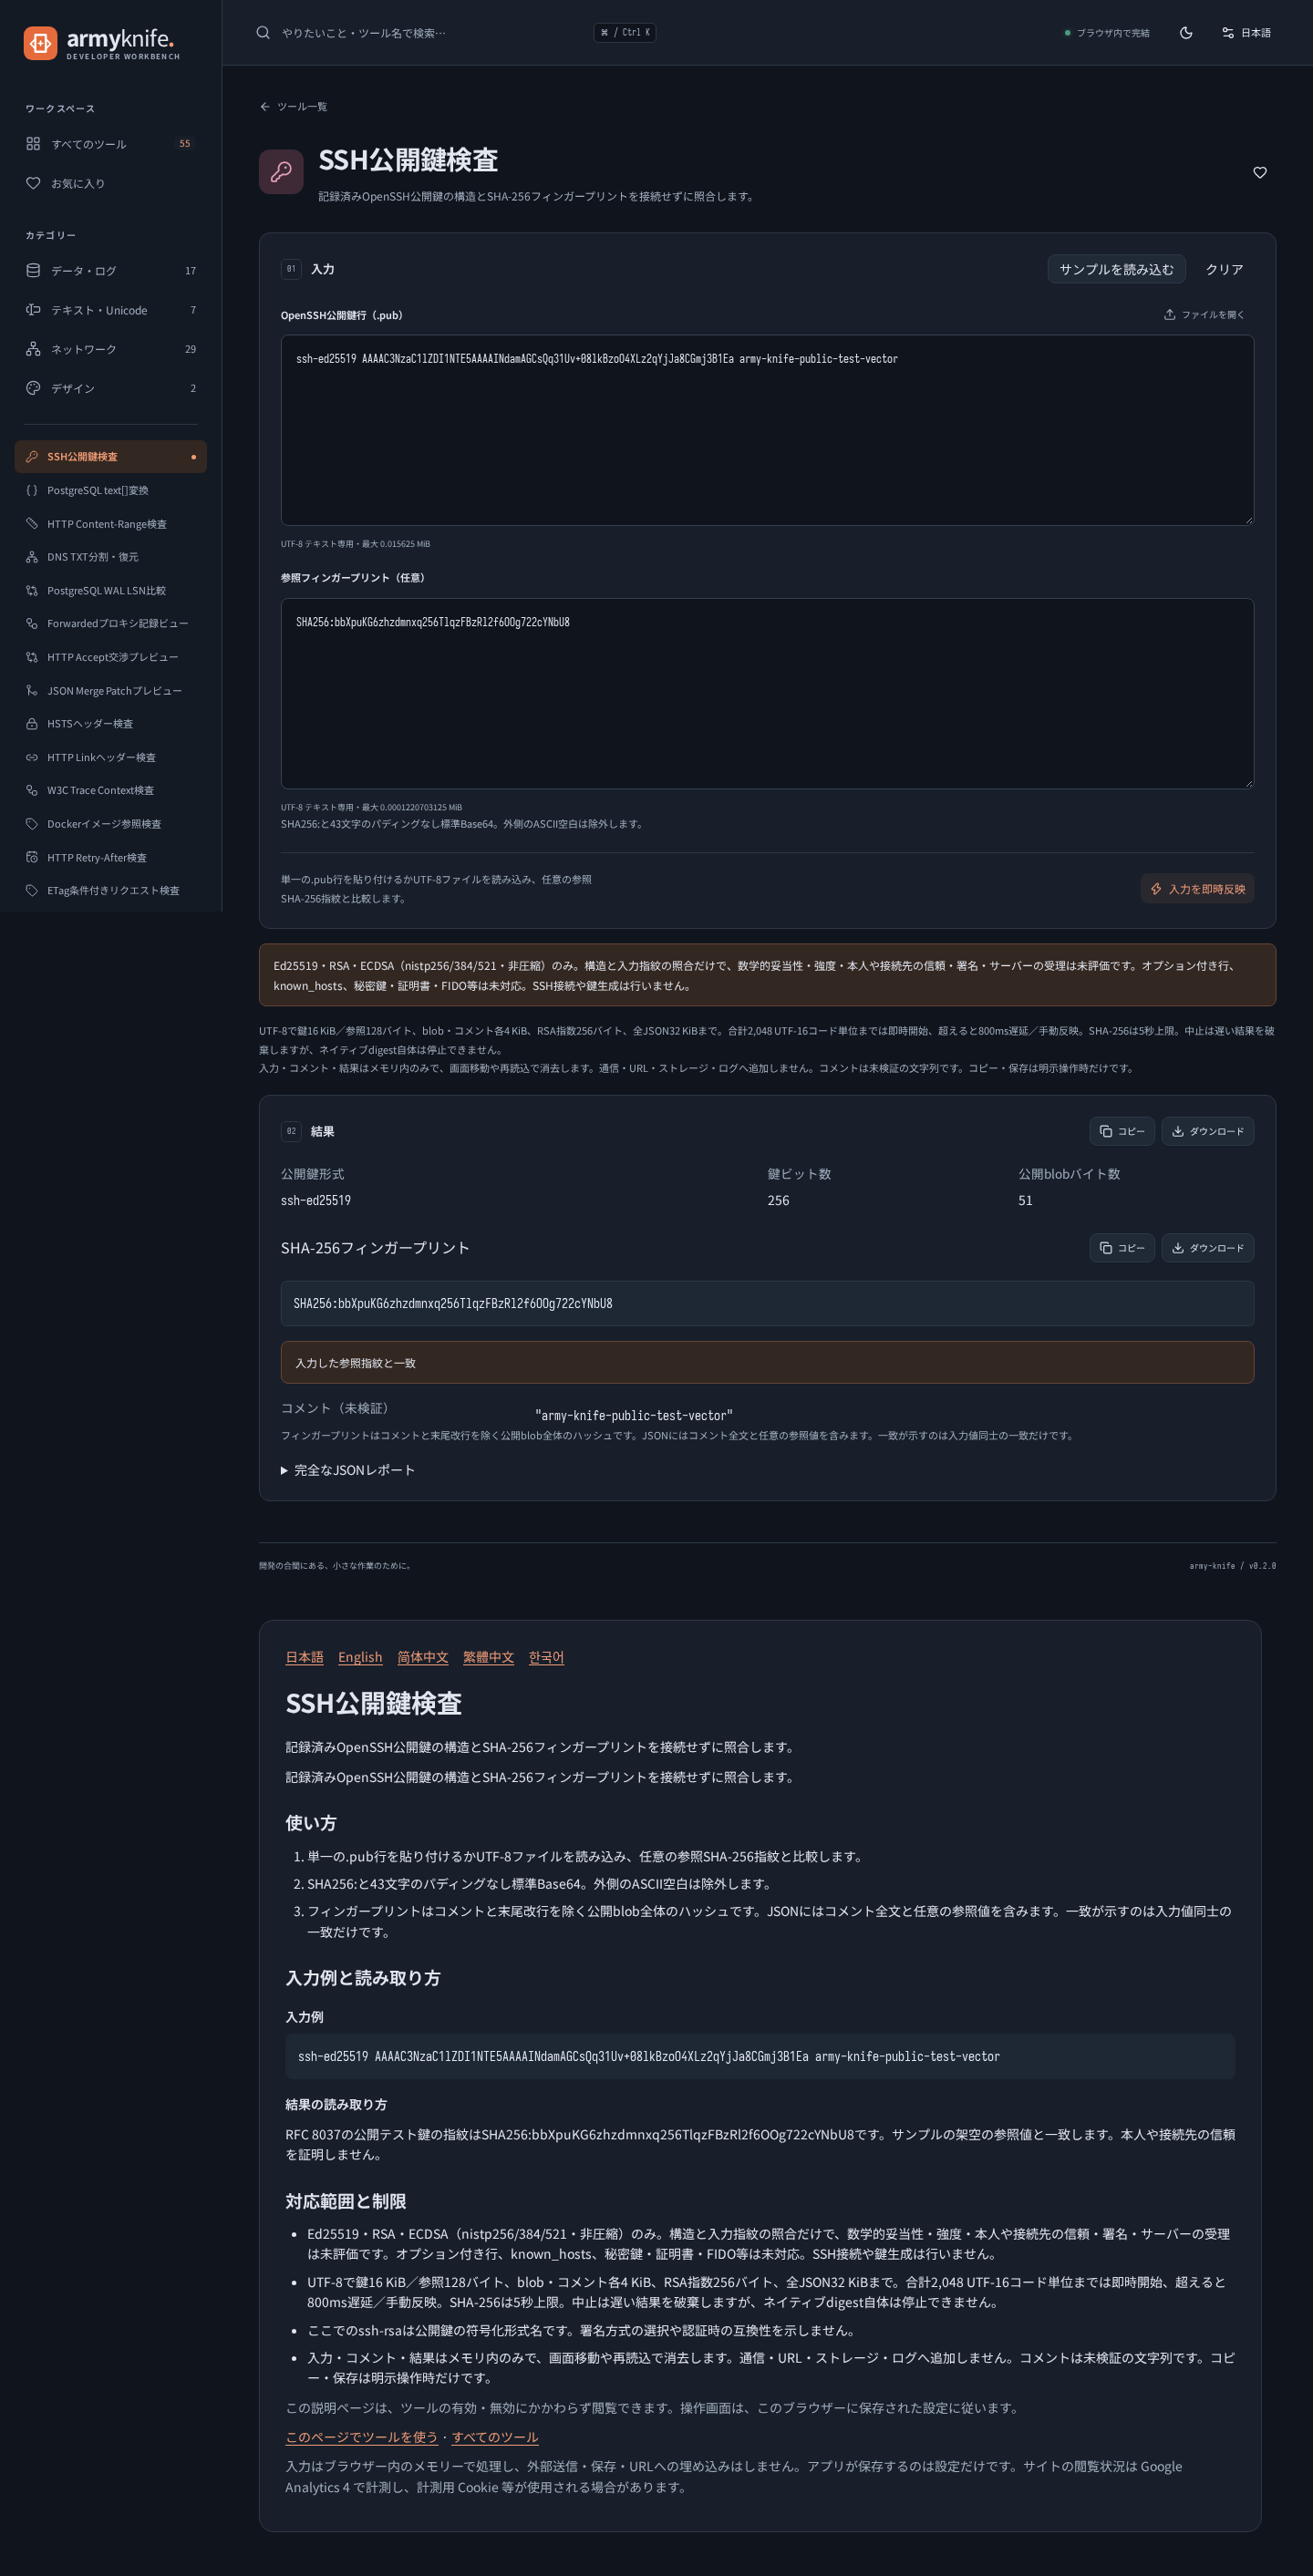 armyknife.
DEVELOPER WORKBENCH
ワークスペース
すべてのツール 55
お気に入り
カテゴリー
データ・ログ 17
テキスト・Unicode 7
ネットワーク 29
デザイン 2
SSH公開鍵検査
PostgreSQL text[]変換
HTTP Content-Range検査
DNS TXT分割・復元
PostgreSQL WAL LSN比較
Forwardedプロキシ記録ビュー
HTTP Accept交渉プレビュー
JSON Merge Patchプレビュー
HSTSヘッダー検査
HTTP Linkヘッダー検査
W3C Trace Context検査
Dockerイメージ参照検査
HTTP Retry-After検査
ETag条件付きリクエスト検査
やりたいこと・ツール名で検索… ⌘ / Ctrl K
ブラウザ内で完結
日本語
ツール一覧
SSH公開鍵検査
記録済みOpenSSH公開鍵の構造とSHA-256フィンガープリントを接続せずに照合します。
01 入力
サンプルを読み込む クリア
OpenSSH公開鍵行（.pub）
ファイルを開く
ssh-ed25519 AAAAC3NzaC1lZDI1NTE5AAAAINdamAGCsQq31Uv+08lkBzoO4XLz2qYjJa8CGmj3B1Ea army-knife-public-test-vector
UTF-8 テキスト専用・最大 0.015625 MiB
参照フィンガープリント（任意）
SHA256:bbXpuKG6zhzdmnxq256TlqzFBzRl2f6OOg722cYNbU8
UTF-8 テキスト専用・最大 0.0001220703125 MiB
SHA256:と43文字のパディングなし標準Base64。外側のASCII空白は除外します。
単一の.pub行を貼り付けるかUTF-8ファイルを読み込み、任意の参照
SHA-256指紋と比較します。
入力を即時反映
Ed25519・RSA・ECDSA（nistp256/384/521・非圧縮）のみ。構造と入力指紋の照合だけで、数学的妥当性・強度・本人や接続先の信頼・署名・サーバーの受理は未評価です。オプション付き行、
known_hosts、秘密鍵・証明書・FIDO等は未対応。SSH接続や鍵生成は行いません。
UTF-8で鍵16 KiB／参照128バイト、blob・コメント各4 KiB、RSA指数256バイト、全JSON32 KiBまで。合計2,048 UTF-16コード単位までは即時開始、超えると800ms遅延／手動反映。SHA-256は5秒上限。中止は遅い結果を破
棄しますが、ネイティブdigest自体は停止できません。
入力・コメント・結果はメモリ内のみで、画面移動や再読込で消去します。通信・URL・ストレージ・ログへ追加しません。コメントは未検証の文字列です。コピー・保存は明示操作時だけです。
02 結果
コピー ダウンロード
公開鍵形式 鍵ビット数 公開blobバイト数
ssh-ed25519 256 51
SHA-256フィンガープリント
コピー ダウンロード
SHA256:bbXpuKG6zhzdmnxq256TlqzFBzRl2f6OOg722cYNbU8
入力した参照指紋と一致
コメント（未検証） "army-knife-public-test-vector"
フィンガープリントはコメントと末尾改行を除く公開blob全体のハッシュです。JSONにはコメント全文と任意の参照値を含みます。一致が示すのは入力値同士の一致だけです。
▶ 完全なJSONレポート
開発の合間にある、小さな作業のために。
army-knife / v0.2.0
日本語 English 简体中文 繁體中文 한국어
SSH公開鍵検査
記録済みOpenSSH公開鍵の構造とSHA-256フィンガープリントを接続せずに照合します。
記録済みOpenSSH公開鍵の構造とSHA-256フィンガープリントを接続せずに照合します。
使い方
1. 単一の.pub行を貼り付けるかUTF-8ファイルを読み込み、任意の参照SHA-256指紋と比較します。
2. SHA256:と43文字のパディングなし標準Base64。外側のASCII空白は除外します。
3. フィンガープリントはコメントと末尾改行を除く公開blob全体のハッシュです。JSONにはコメント全文と任意の参照値を含みます。一致が示すのは入力値同士の
一致だけです。
入力例と読み取り方
入力例
ssh-ed25519 AAAAC3NzaC1lZDI1NTE5AAAAINdamAGCsQq31Uv+08lkBzoO4XLz2qYjJa8CGmj3B1Ea army-knife-public-test-vector
結果の読み取り方
RFC 8037の公開テスト鍵の指紋はSHA256:bbXpuKG6zhzdmnxq256TlqzFBzRl2f6OOg722cYNbU8です。サンプルの架空の参照値と一致します。本人や接続先の信頼
を証明しません。
対応範囲と制限
• Ed25519・RSA・ECDSA（nistp256/384/521・非圧縮）のみ。構造と入力指紋の照合だけで、数学的妥当性・強度・本人や接続先の信頼・署名・サーバーの受理
は未評価です。オプション付き行、known_hosts、秘密鍵・証明書・FIDO等は未対応。SSH接続や鍵生成は行いません。
• UTF-8で鍵16 KiB／参照128バイト、blob・コメント各4 KiB、RSA指数256バイト、全JSON32 KiBまで。合計2,048 UTF-16コード単位までは即時開始、超えると
800ms遅延／手動反映。SHA-256は5秒上限。中止は遅い結果を破棄しますが、ネイティブdigest自体は停止できません。
• ここでのssh-rsaは公開鍵の符号化形式名です。署名方式の選択や認証時の互換性を示しません。
• 入力・コメント・結果はメモリ内のみで、画面移動や再読込で消去します。通信・URL・ストレージ・ログへ追加しません。コメントは未検証の文字列です。コピ
ー・保存は明示操作時だけです。
この説明ページは、ツールの有効・無効にかかわらず閲覧できます。操作画面は、このブラウザーに保存された設定に従います。
このページでツールを使う · すべてのツール
入力はブラウザー内のメモリーで処理し、外部送信・保存・URLへの埋め込みはしません。アプリが保存するのは設定だけです。サイトの閲覧状況は Google
Analytics 4 で計測し、計測用 Cookie 等が使用される場合があります。